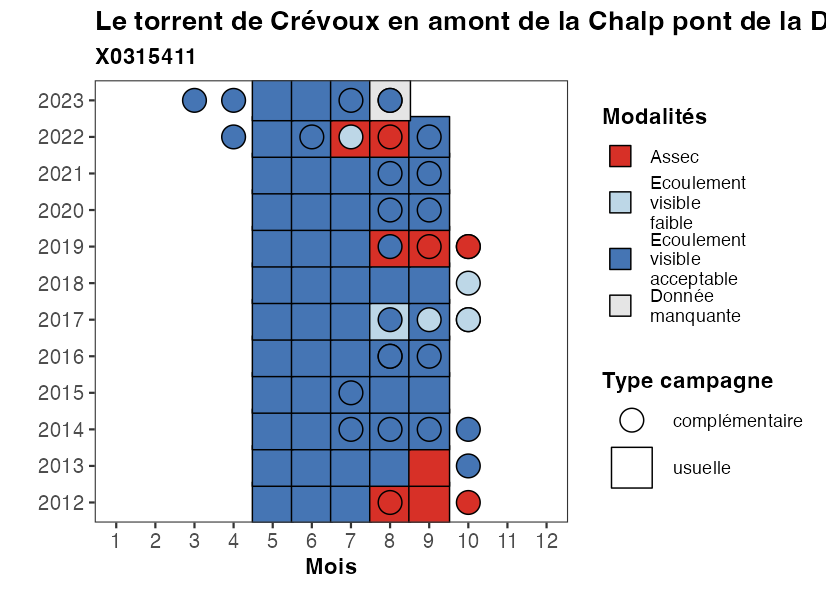 Le torrent de Crévoux en amont de la Chalp pont de la D
X0315411
2023
2022
2021
2020
2019
2018
2017
2016
2015
2014
2013
2012
1 2 3 4 5 6 7 8 9 10 11 12
Mois
Modalités
Assec
Ecoulement
visible
faible
Ecoulement
visible
acceptable
Donnée
manquante
Type campagne
complémentaire
usuelle